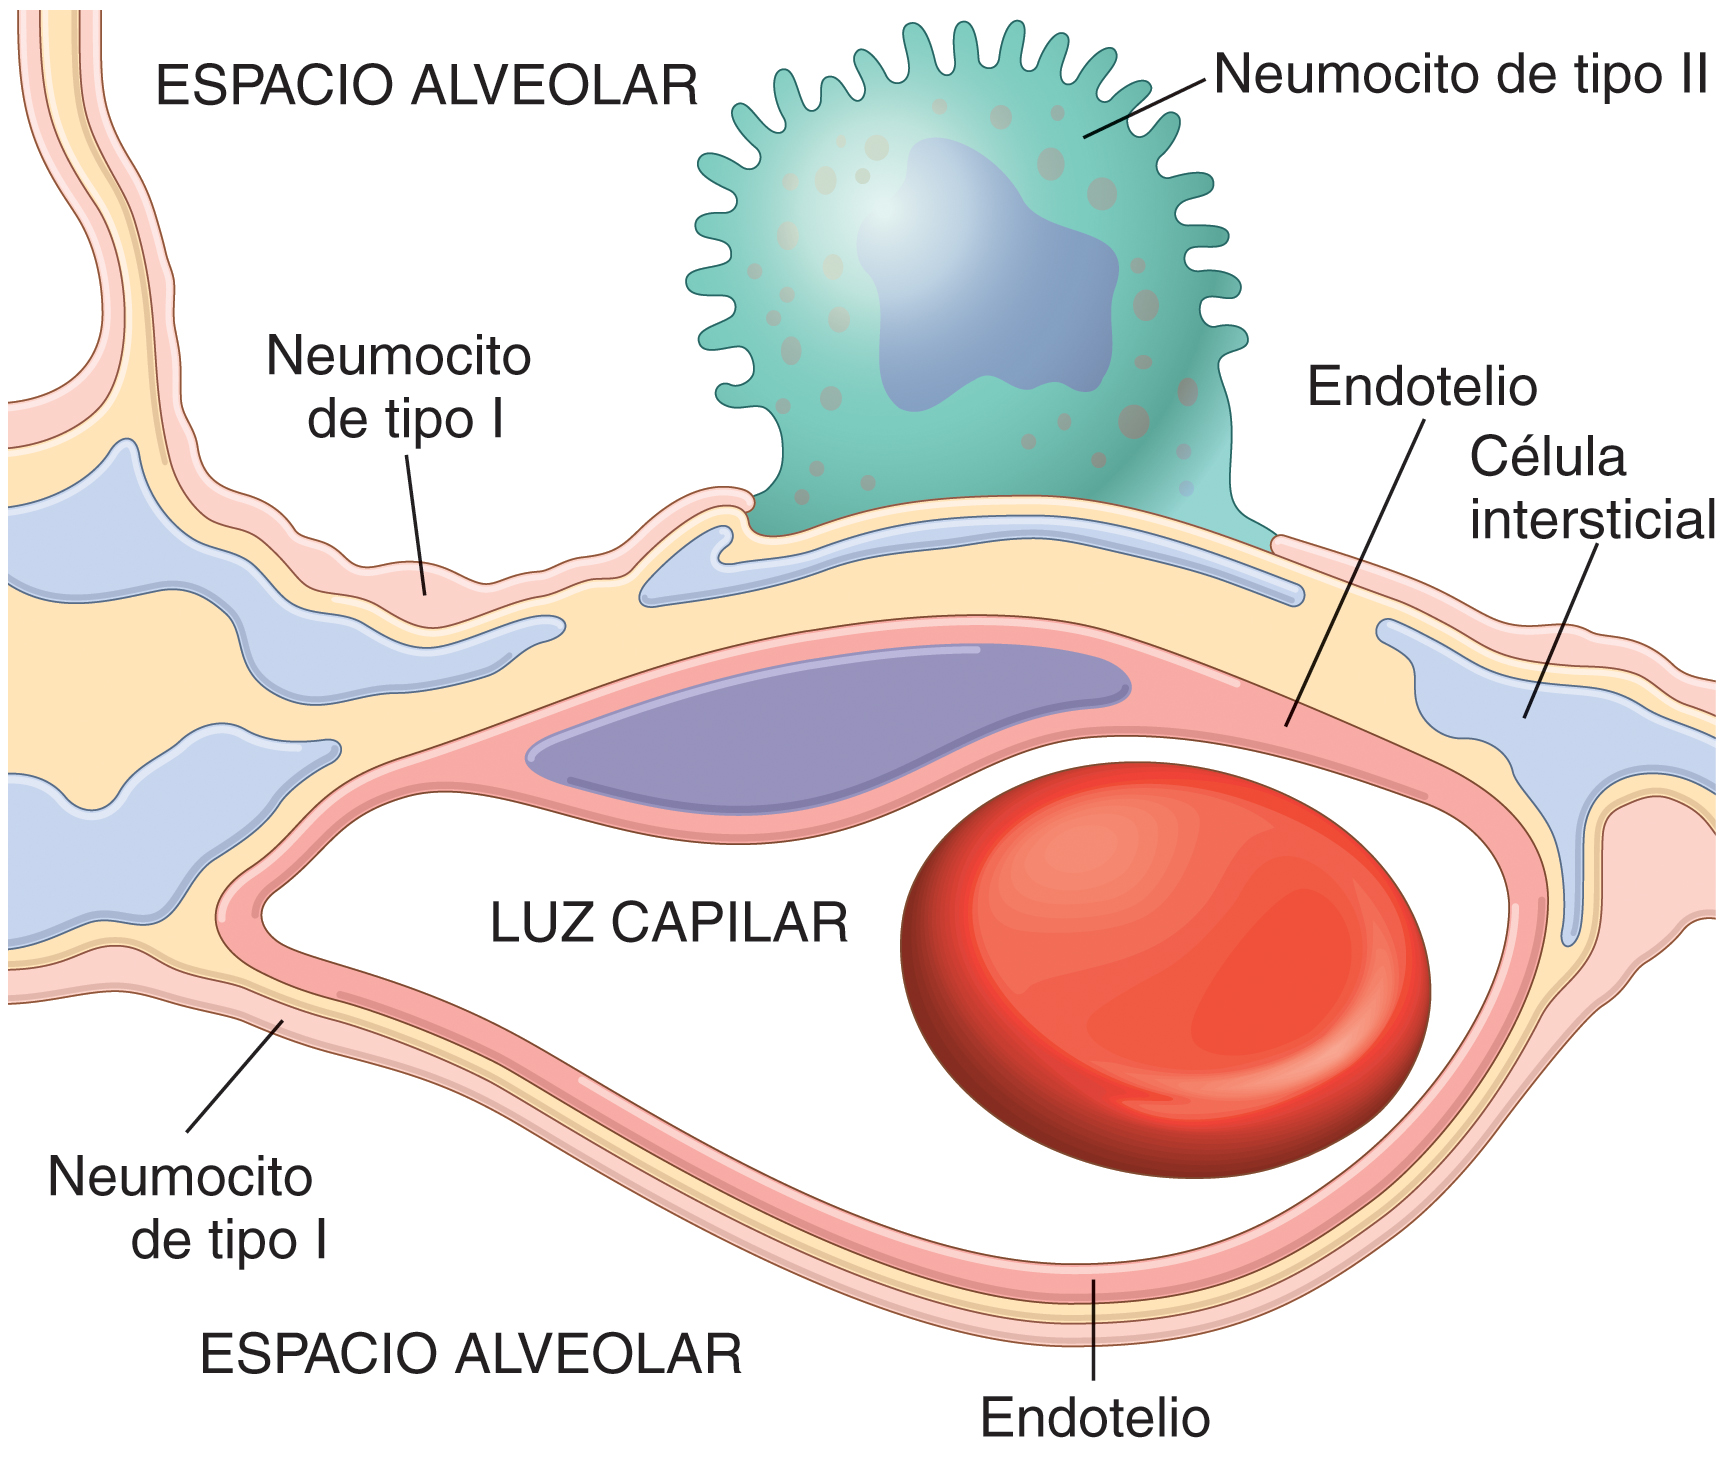 ESPACIO ALVEOLAR
Neumocito de tipo II
Neumocito
de tipo I
Endotelio
Célula
intersticial
LUZ CAPILAR
Neumocito
de tipo I
ESPACIO ALVEOLAR
Endotelio